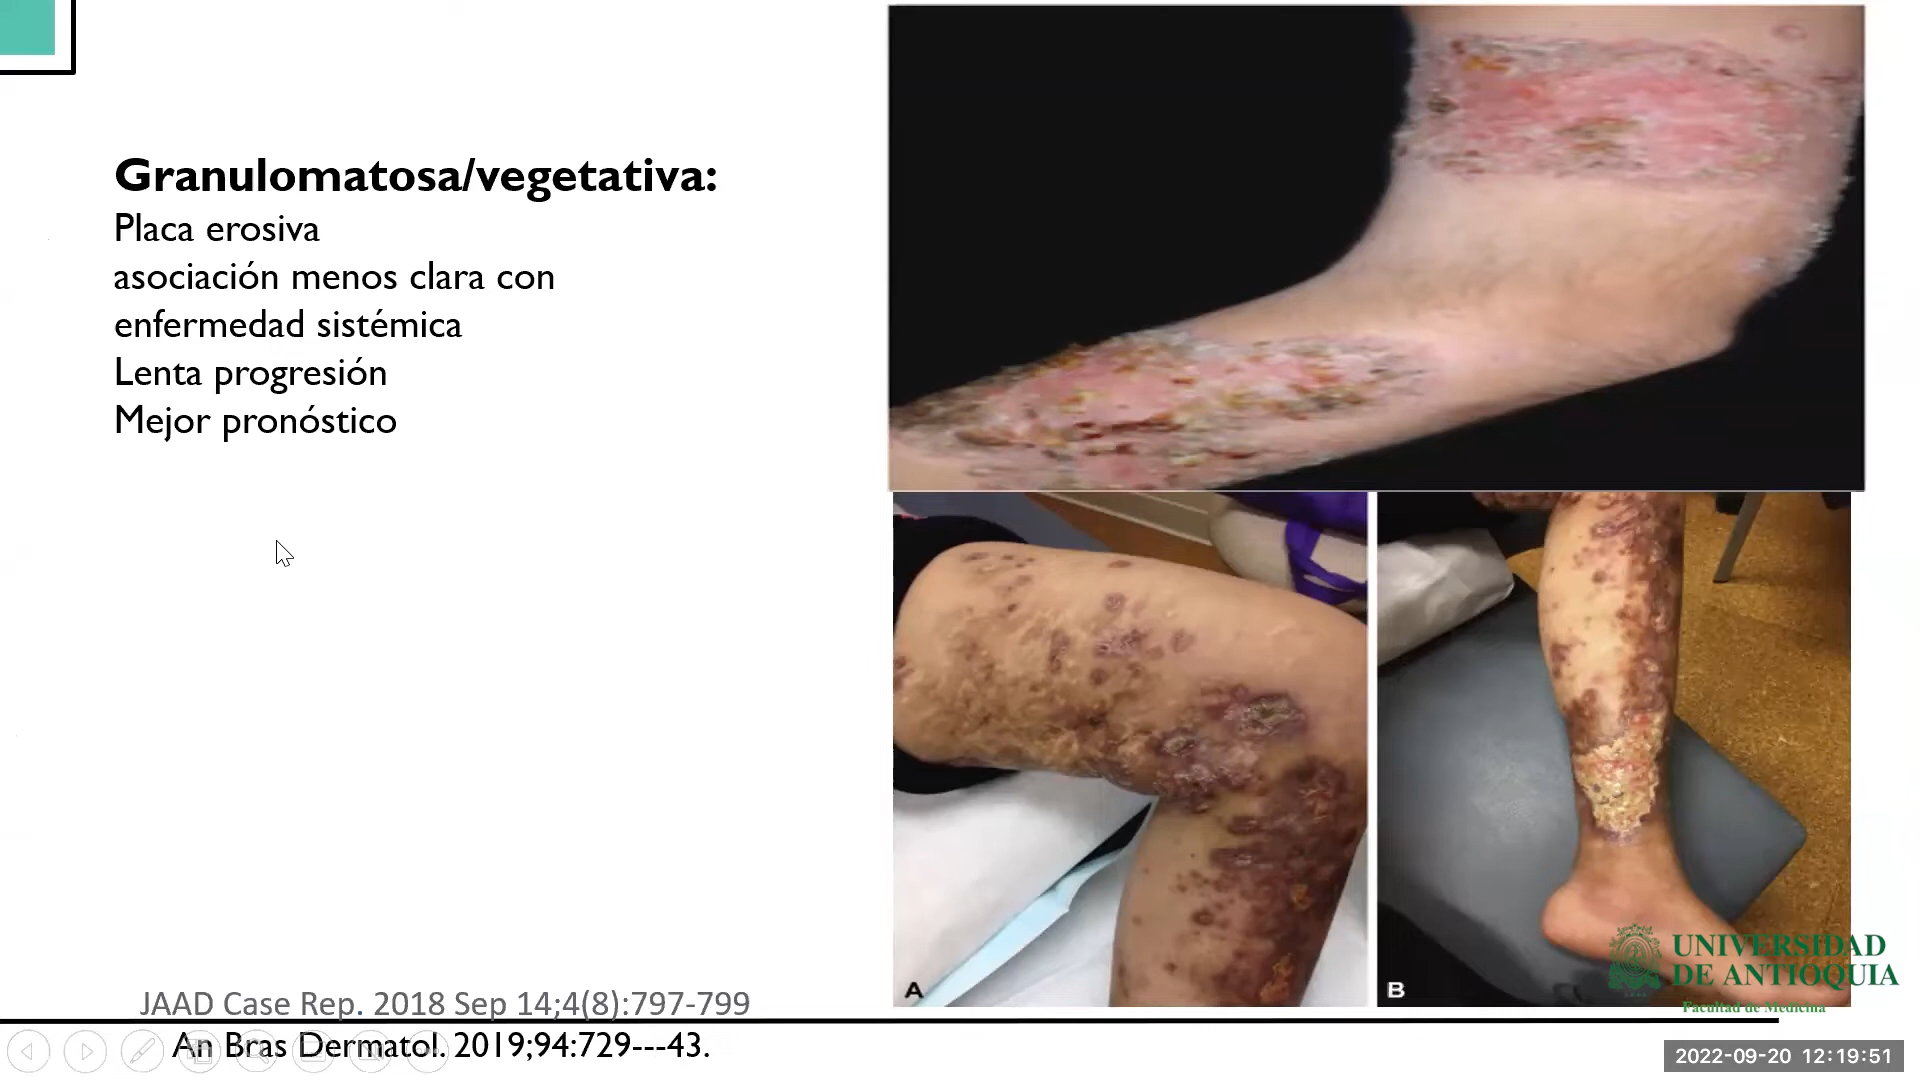 Granulomatosa/vegetativa:
Placa erosiva
asociación menos clara con
enfermedad sistémica
Lenta progresión
Mejor pronóstico
A
B
UNIVERSIDAD
DE ANTIOQUIA
Facultad de Medicina
JAAD Case Rep. 2018 Sep 14;4(8):797-799
An Bras Dermatol. 2019;94:729---43.
2022-09-20 12:19:51